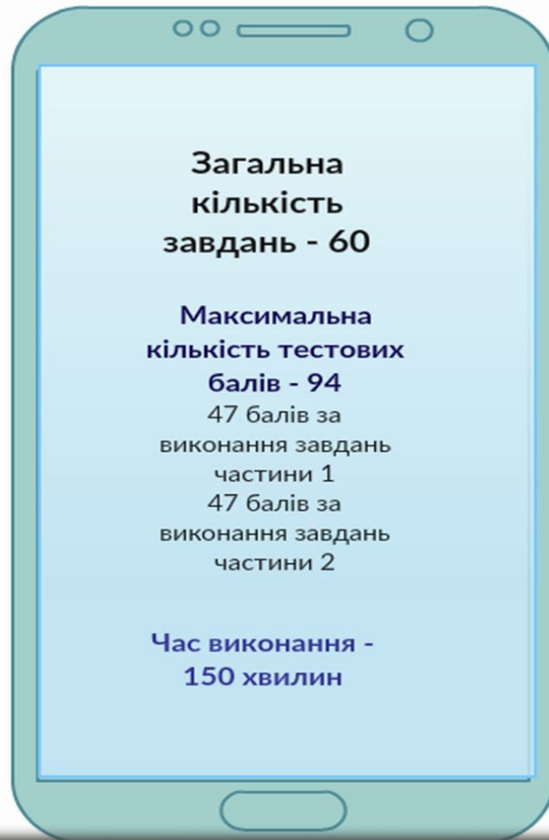 Загальна
кількість
завдань - 60
Максимальна
кількість тестових
балів - 94
47 балів за
виконання завдань
частини 1
47 балів за
виконання завдань
частини 2
Час виконання -
150 хвилин